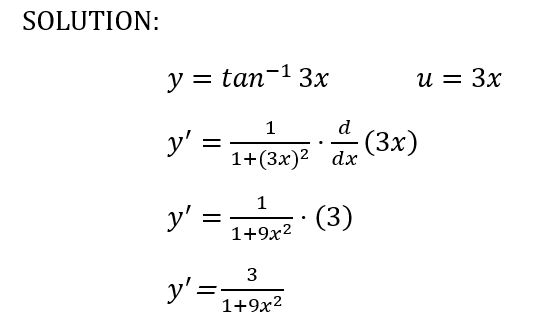 SOLUTION:
y = tan⁻¹ 3x u = 3x
y′ = 1/(1+(3x)²) · d/dx (3x)
y′ = 1/(1+9x²) · (3)
y′ = 3/(1+9x²)